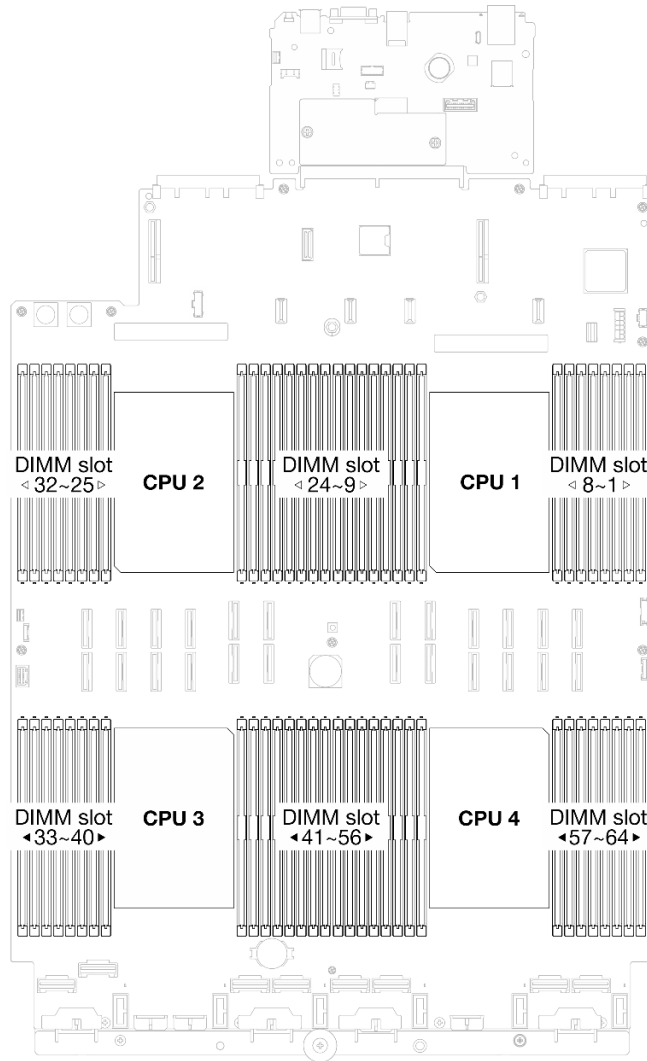 DIMM slot
◁ 32~25 ▷
CPU 2
DIMM slot
◁ 24~9 ▷
CPU 1
DIMM slot
◁ 8~1 ▷
DIMM slot
◀33~40▶
CPU 3
DIMM slot
◀41~56▶
CPU 4
DIMM slot
◀57~64▶